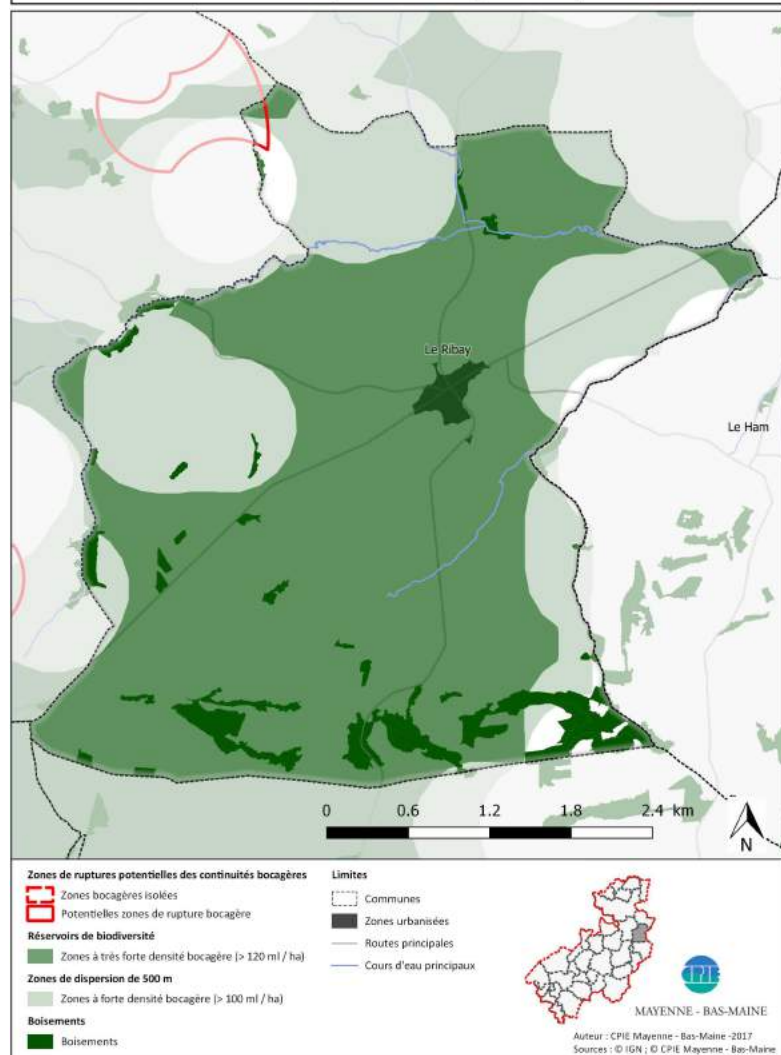 Le Ribay
Le Ham
0 0.6 1.2 1.8 2.4 km
N
Zones de ruptures potentielles des continuités bocagères
Zones bocagères isolées
Potentielles zones de rupture bocagère
Réservoirs de biodiversité
Zones à très forte densité bocagère (> 120 ml / ha)
Zones de dispersion de 500 m
Zones à forte densité bocagère (> 100 ml / ha)
Boisements
Boisements
Limites
Communes
Zones urbanisées
Routes principales
Cours d'eau principaux
CPIE
MAYENNE - BAS-MAINE
Auteur : CPIE Mayenne - Bas-Maine -2017
Sources : © IGN ; © CPIE Mayenne - Bas-Maine